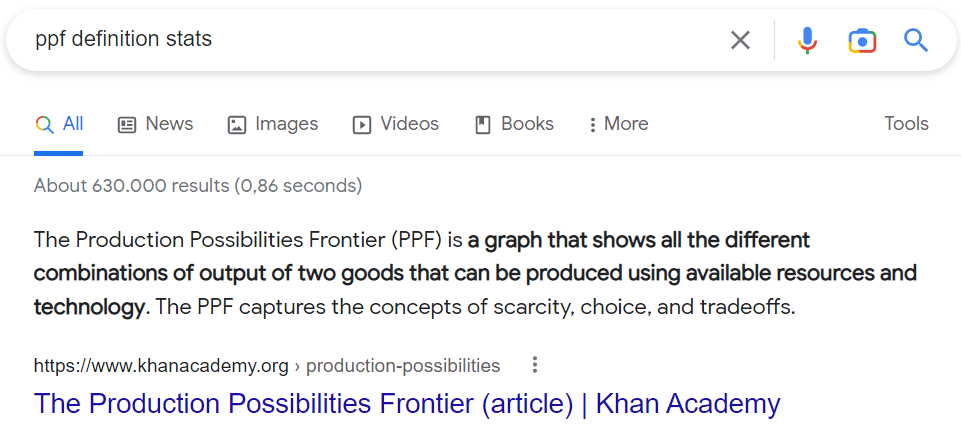 ppf definition stats
All News Images Videos Books More Tools
About 630.000 results (0,86 seconds)
The Production Possibilities Frontier (PPF) is a graph that shows all the different
combinations of output of two goods that can be produced using available resources and
technology. The PPF captures the concepts of scarcity, choice, and tradeoffs.
https://www.khanacademy.org › production-possibilities
The Production Possibilities Frontier (article) | Khan Academy